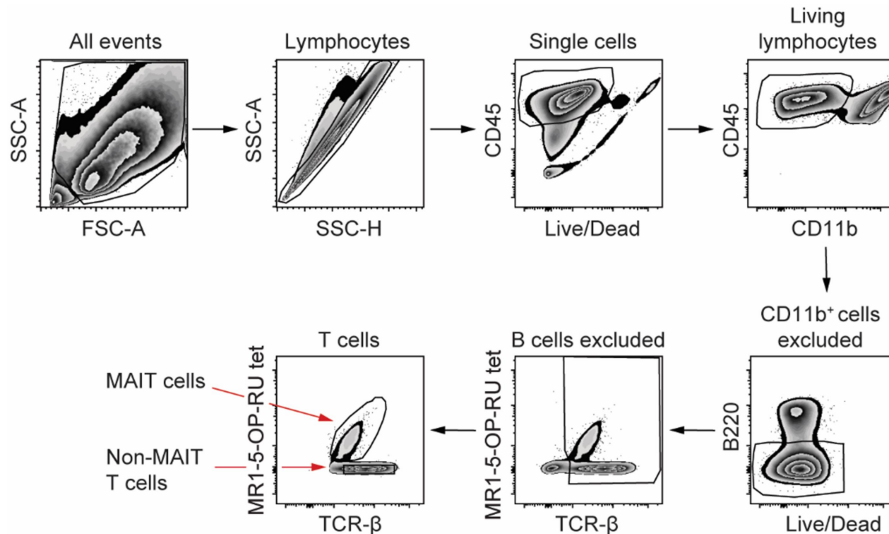 All events
Lymphocytes
Single cells
Living
lymphocytes
SSC-A
SSC-A
CD45
CD45
FSC-A
SSC-H
Live/Dead
CD11b
T cells
B cells excluded
CD11b⁺ cells
excluded
MAIT cells
Non-MAIT
T cells
MR1-5-OP-RU tet
MR1-5-OP-RU tet
B220
TCR-β
TCR-β
Live/Dead